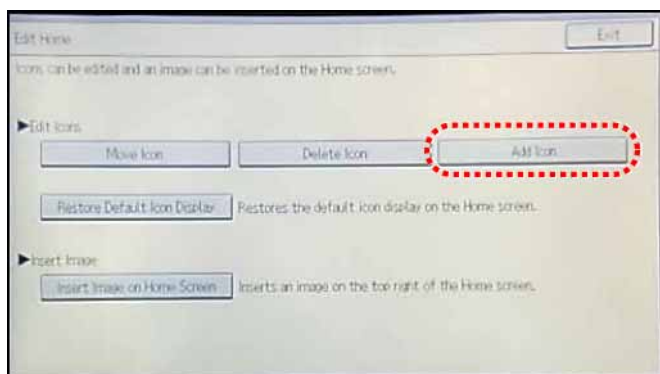 Edit Home
Exit
Icons can be edited and an image can be inserted on the Home screen.
►Edit Icons
Move Icon
Delete Icon
Add Icon
Restore Default Icon Display
Restores the default icon display on the Home screen.
►Insert Image
Insert Image on Home Screen
Inserts an image on the top right of the Home screen.